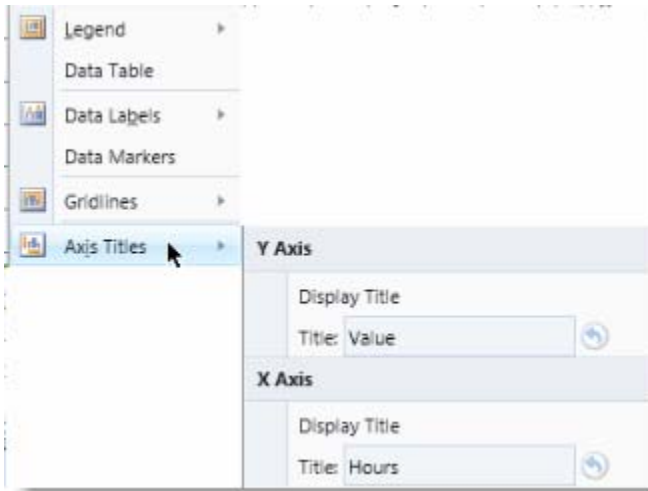 Legend
Data Table
Data Labels
Data Markers
Gridlines
Axis Titles
Y Axis
Display Title
Title: Value
X Axis
Display Title
Title: Hours